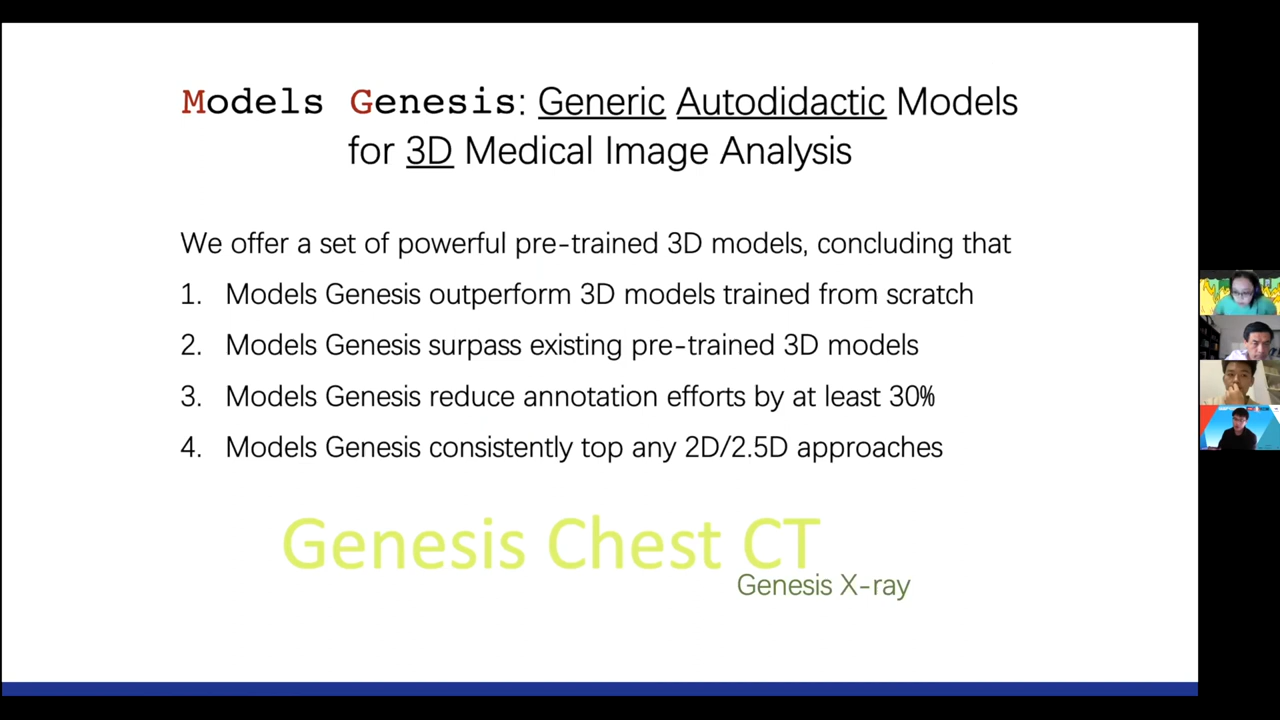 Models Genesis: Generic Autodidactic Models
for 3D Medical Image Analysis
We offer a set of powerful pre-trained 3D models, concluding that
1. Models Genesis outperform 3D models trained from scratch
2. Models Genesis surpass existing pre-trained 3D models
3. Models Genesis reduce annotation efforts by at least 30%
4. Models Genesis consistently top any 2D/2.5D approaches
Genesis Chest CT
Genesis X-ray